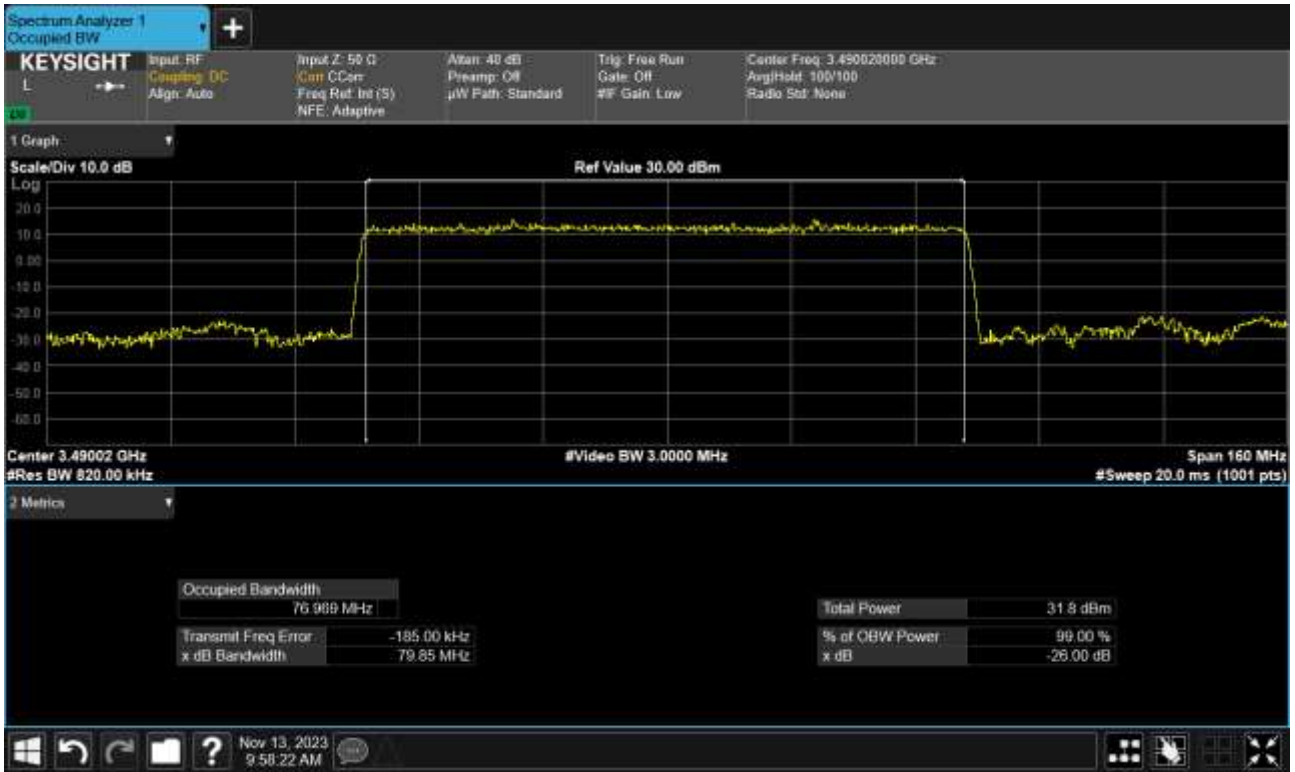 Spectrum Analyzer 1
Occupied BW
KEYSIGHT
L
Input: RF
Coupling: DC
Align: Auto
Input Z: 50 Ω
Corr CCorr
Freq Ref: Int (S)
NFE: Adaptive
Atten: 40 dB
Preamp: Off
µW Path: Standard
Trig: Free Run
Gate: Off
#IF Gain: Low
Center Freq: 3.490020000 GHz
Avg|Hold: 100/100
Radio Std: None
1 Graph
Scale/Div 10.0 dB
Ref Value 30.00 dBm
Log
20.0
10.0
0.00
-10.0
-20.0
-30.0
-40.0
-50.0
-60.0
Center 3.49002 GHz
#Video BW 3.0000 MHz
Span 160 MHz
#Res BW 820.00 kHz
#Sweep 20.0 ms (1001 pts)
2 Metrics
Occupied Bandwidth
76.969 MHz
Total Power 31.8 dBm
Transmit Freq Error -185.00 kHz
% of OBW Power 99.00 %
x dB Bandwidth 79.85 MHz
x dB -26.00 dB
?
Nov 13, 2023
9:58:22 AM